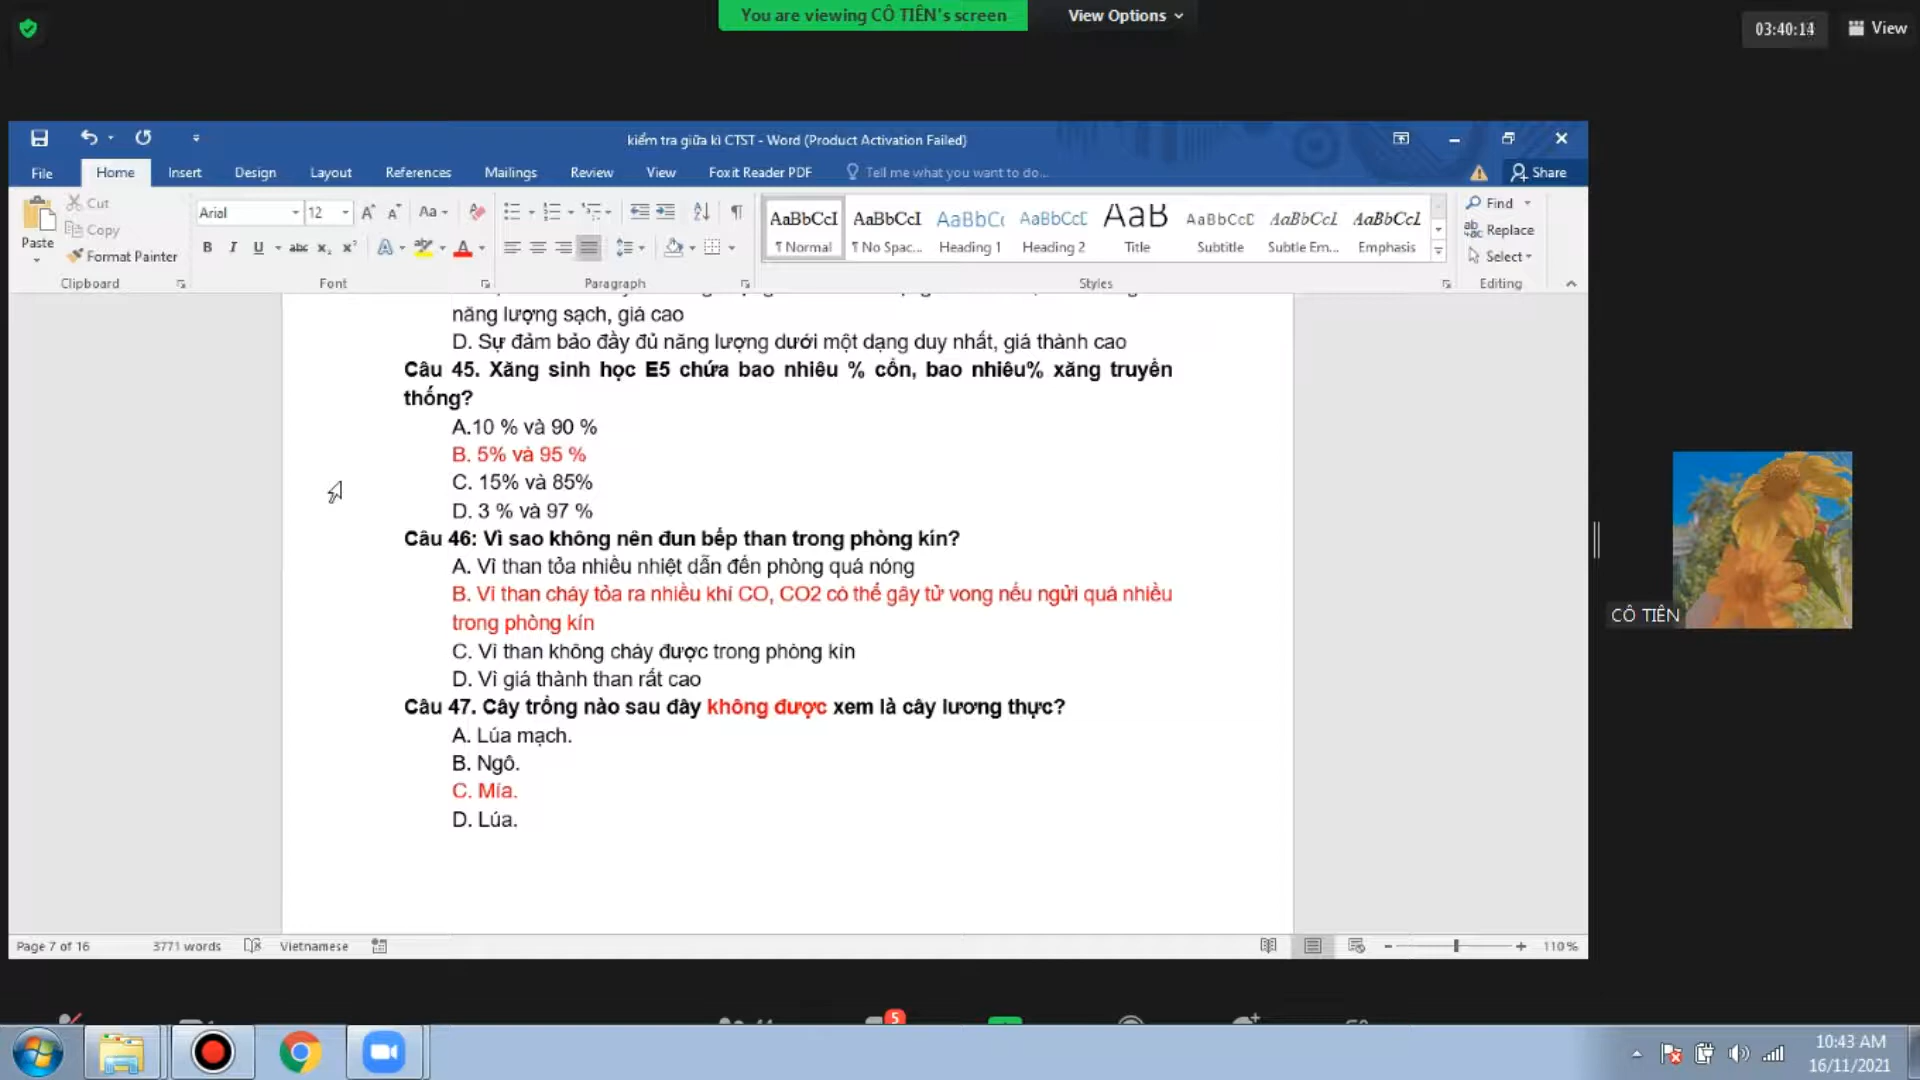 You are viewing CÔ TIÊN's screen
View Options
03:40:14
View
kiểm tra giữa kì CTST - Word (Product Activation Failed)
File Home Insert Design Layout References Mailings Review View Foxit Reader PDF Tell me what you want to do... Share
Paste
Cut
Copy
Format Painter
Clipboard
Arial 12
Font
Paragraph
AaBbCcI AaBbCcI AaBbCc AaBbCcD AaB AaBbCcD AaBbCcI AaBbCcI
¶ Normal ¶ No Spac... Heading 1 Heading 2 Title Subtitle Subtle Em... Emphasis
Styles
Find
Replace
Select
Editing
năng lượng sạch, giá cao
D. Sự đảm bảo đầy đủ năng lượng dưới một dạng duy nhất, giá thành cao
Câu 45. Xăng sinh học E5 chứa bao nhiêu % cồn, bao nhiêu% xăng truyền
thống?
A.10 % và 90 %
B. 5% và 95 %
C. 15% và 85%
D. 3 % và 97 %
Câu 46: Vì sao không nên đun bếp than trong phòng kín?
A. Vì than tỏa nhiều nhiệt dẫn đến phòng quá nóng
B. Vì than cháy tỏa ra nhiều khí CO, CO2 có thể gây tử vong nếu ngửi quá nhiều
trong phòng kín
C. Vì than không cháy được trong phòng kín
D. Vì giá thành than rất cao
Câu 47. Cây trồng nào sau đây không được xem là cây lương thực?
A. Lúa mạch.
B. Ngô.
C. Mía.
D. Lúa.
CÔ TIÊN
Page 7 of 16 3771 words Vietnamese 110%
5
10:43 AM
16/11/2021